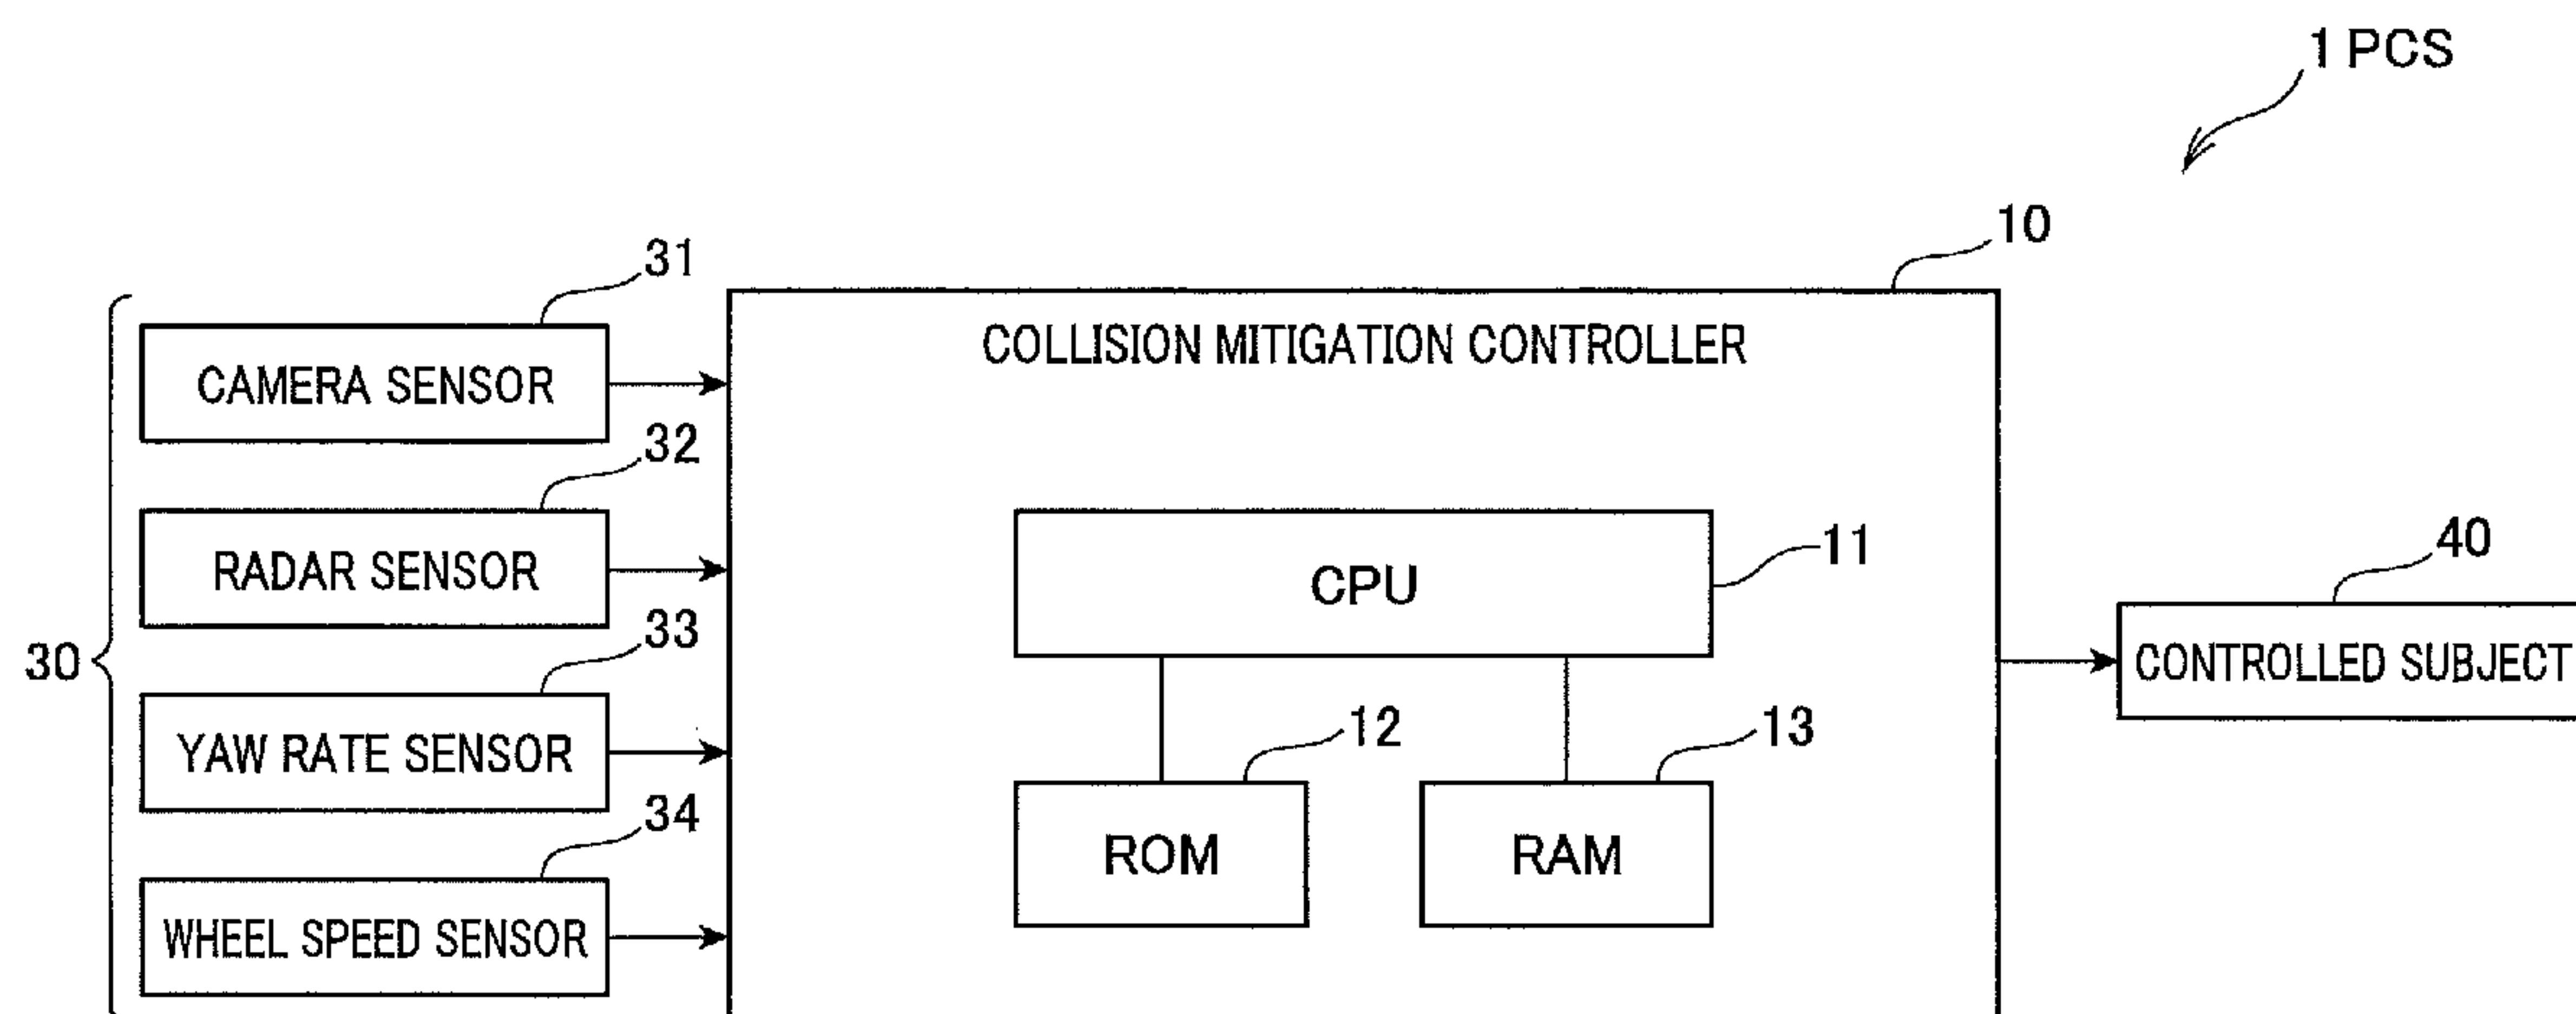 1 PCS
10
31
COLLISION MITIGATION CONTROLLER
CAMERA SENSOR
32
RADAR SENSOR
CPU
11
40
33
30
CONTROLLED SUBJECT
YAW RATE SENSOR
12
13
34
ROM
RAM
WHEEL SPEED SENSOR